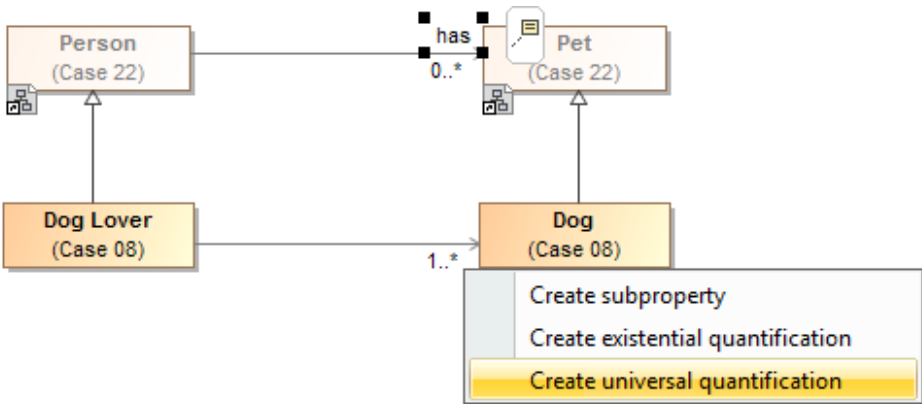 Person
(Case 22)
has
0..*
Pet
(Case 22)
Dog Lover
(Case 08)
1..*
Dog
(Case 08)
Create subproperty
Create existential quantification
Create universal quantification